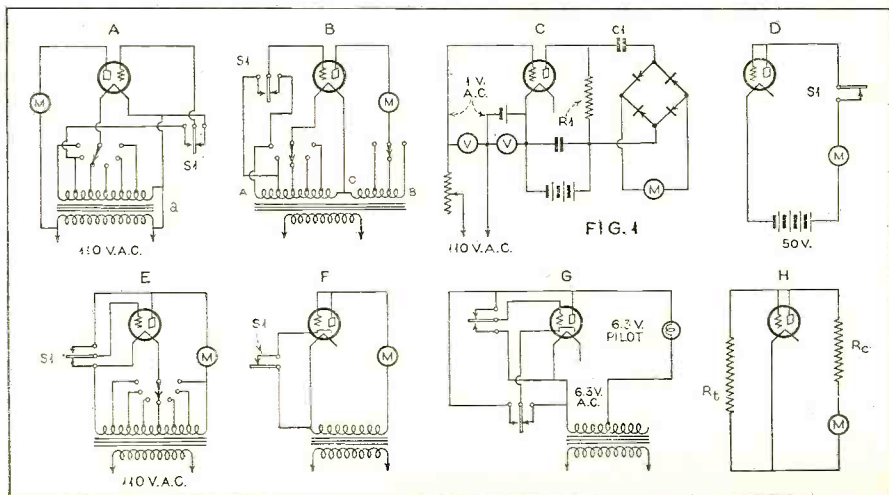 A
M
S1
a
110 V.A.C.
B
S1
M
A
C
B
C
C1
1 V.
A.C.
R1
V
V
M
110 V.A.C.
FIG. 1
D
S1
M
50 V.
E
S1
M
110 V.A.C.
F
S1
M
G
6.3 V.
PILOT
6.3 V.
A.C.
H
Rt
Rc
M